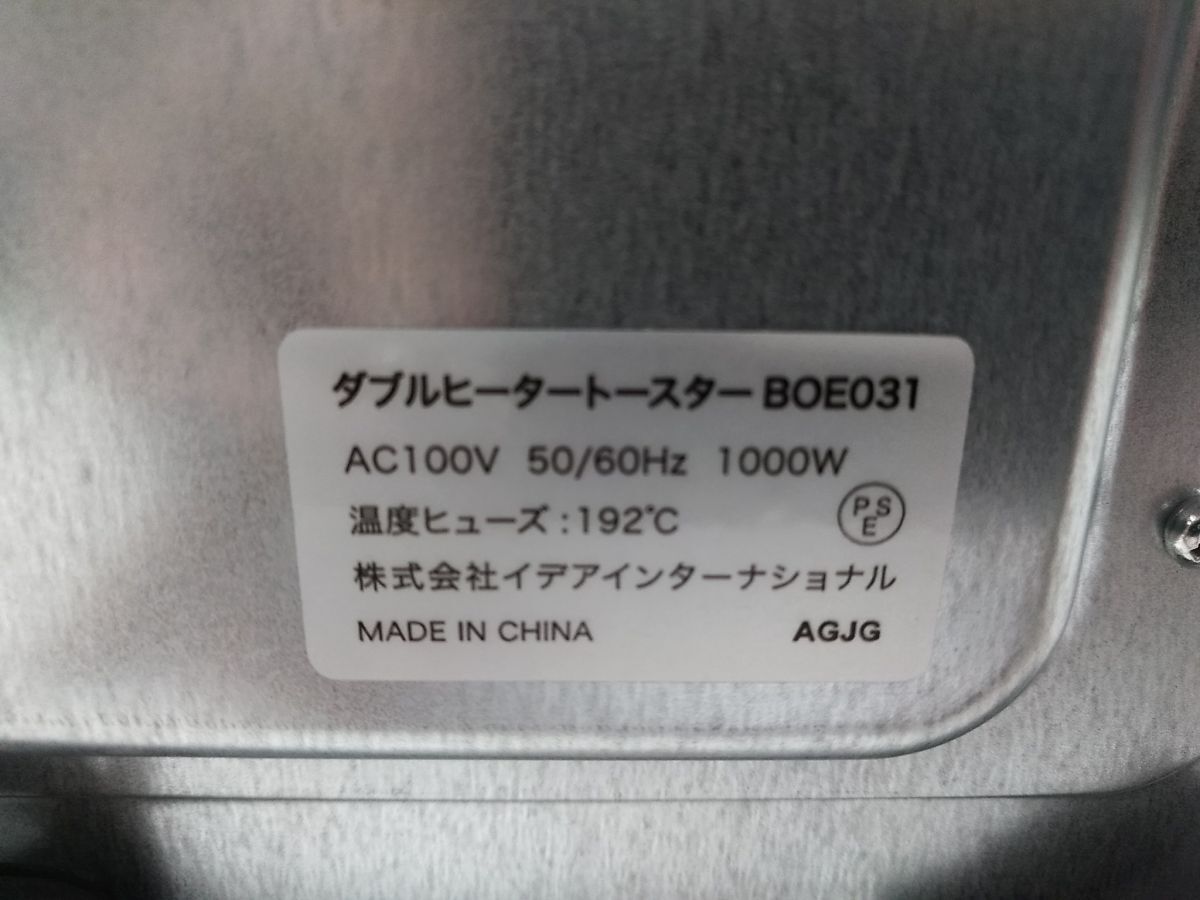 ダブルヒータートースター BOE031
AC100V 50/60Hz 1000W
温度ヒューズ:192℃
PSE
株式会社イデアインターナショナル
MADE IN CHINA AGJG